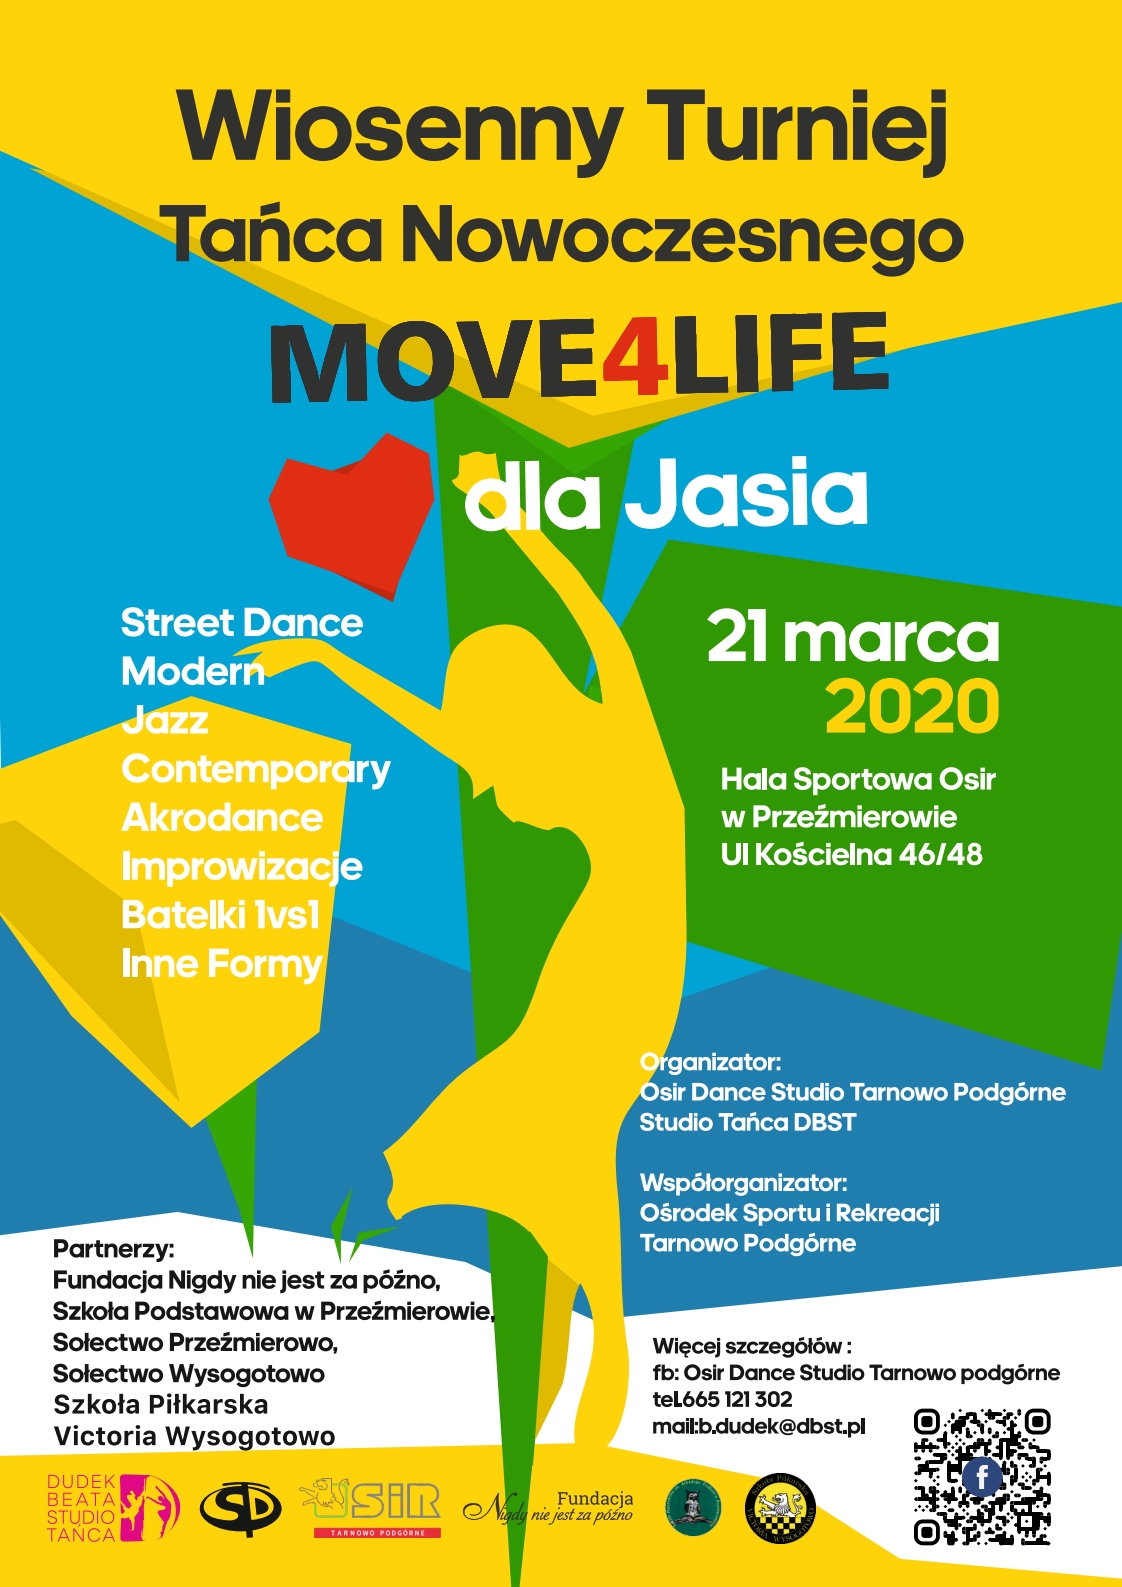 Wiosenny Turniej
Tańca Nowoczesnego
MOVE4LIFE
dla Jasia
Street Dance
Modern
Jazz
Contemporary
Akrodance
Improwizacje
Batelki 1vs1
Inne Formy
21 marca
2020
Hala Sportowa Osir
w Przeźmierowie
Ul Kościelna 46/48
Organizator:
Osir Dance Studio Tarnowo Podgórne
Studio Tańca DBST
Współorganizator:
Ośrodek Sportu i Rekreacji
Tarnowo Podgórne
Partnerzy:
Fundacja Nigdy nie jest za późno,
Szkoła Podstawowa w Przeźmierowie,
Sołectwo Przeźmierowo,
Sołectwo Wysogotowo
Szkoła Piłkarska
Victoria Wysogotowo
Więcej szczegółów :
fb: Osir Dance Studio Tarnowo podgórne
tel.665 121 302
mail:b.dudek@dbst.pl
DUDEK
BEATA
STUDIO
TAŃCA
SP
OSiR
TARNOWO PODGÓRNE
Fundacja
Nigdy nie jest za późno
Szkoła Piłkarska
VICTORIA WYSOGOTOWO
f